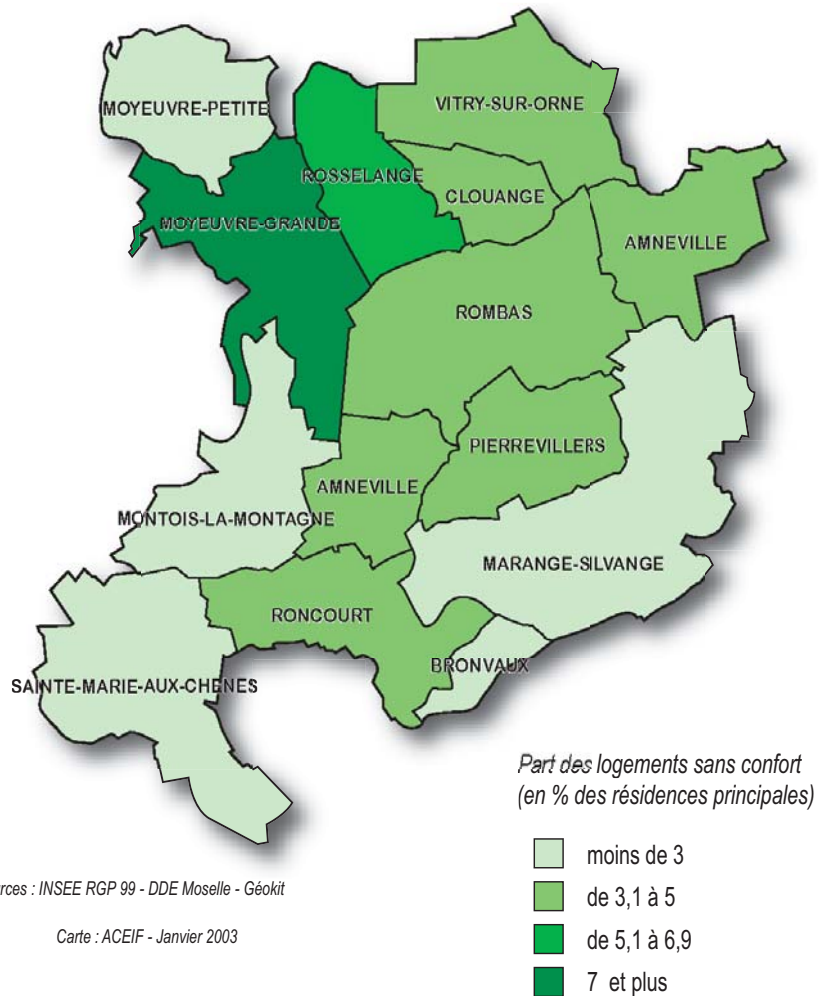 MOYEUVRE-PETITE
VITRY-SUR-ORNE
ROSSELANGE
CLOUANGE
MOYEUVRE-GRANDE
AMNEVILLE
ROMBAS
PIERREVILLERS
AMNEVILLE
MONTOIS-LA-MONTAGNE
MARANGE-SILVANGE
RONCOURT
BRONVAUX
SAINTE-MARIE-AUX-CHENES
Part des logements sans confort
(en % des résidences principales)
moins de 3
de 3,1 à 5
de 5,1 à 6,9
7 et plus
rces : INSEE RGP 99 - DDE Moselle - Géokit
Carte : ACEIF - Janvier 2003